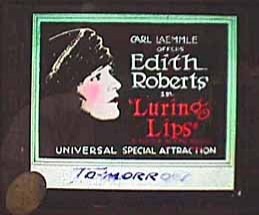 CARL LAEMMLE
OFFERS
Edith
Roberts
IN
"Luring
Lips"
UNIVERSAL SPECIAL ATTRACTION
TO-MORROW